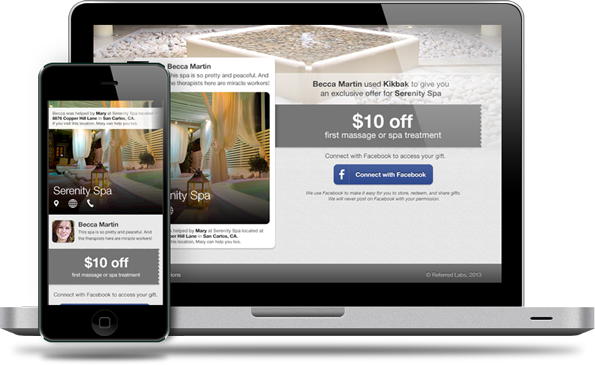 Becca was helped by Mary at Serenity Spa located at
8876 Copper Hill Lane in San Carlos, CA.
If you visit this location, Mary can help you too.
Serenity Spa
Becca Martin
This spa is so pretty and peaceful. And
the therapists here are miracle workers!
$10 off
first massage or spa treatment
Connect with Facebook to access your gift.
Becca Martin
This spa is so pretty and peaceful. And
the therapists here are miracle workers!
Spa
helped by Mary at Serenity Spa located at
Copper Hill Lane in San Carlos, CA.
this location, Mary can help you too.
Becca Martin used Kikbak to give you
an exclusive offer for Serenity Spa
$10 off
first massage or spa treatment
Connect with Facebook to access your gift.
f Connect with Facebook
We use Facebook to make it easy for you to store, redeem, and share gifts.
We will never post on Facebook with your permission.
© Referred Labs, 2013